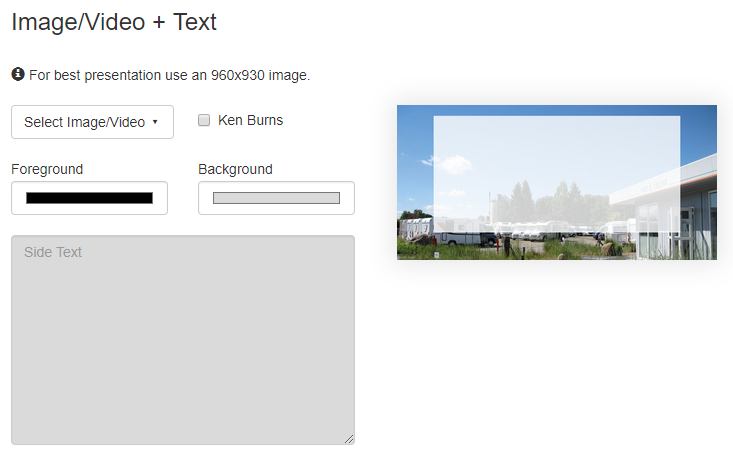 Image/Video + Text
For best presentation use an 960x930 image.
Select Image/Video
Ken Burns
Foreground
Background
Side Text